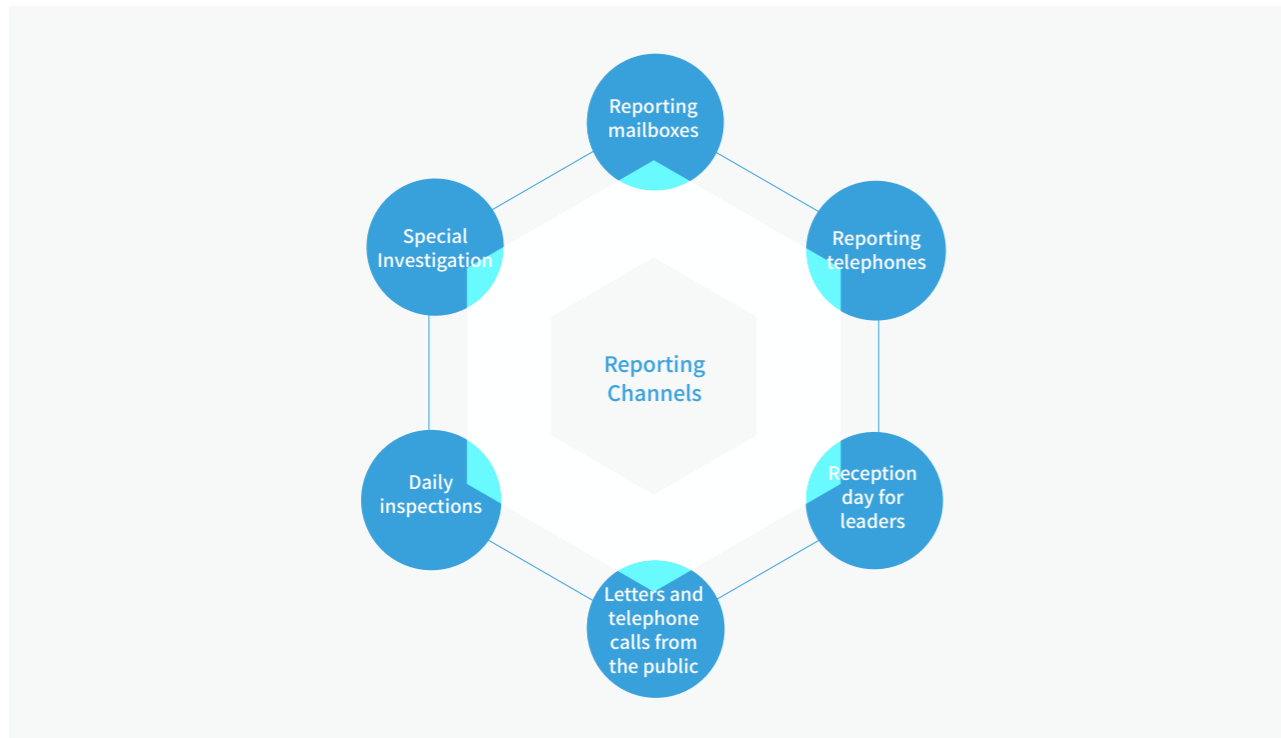 Reporting
mailboxes
Reporting
telephones
Reception
day for
leaders
Letters and
telephone
calls from
the public
Daily
inspections
Special
Investigation
Reporting
Channels